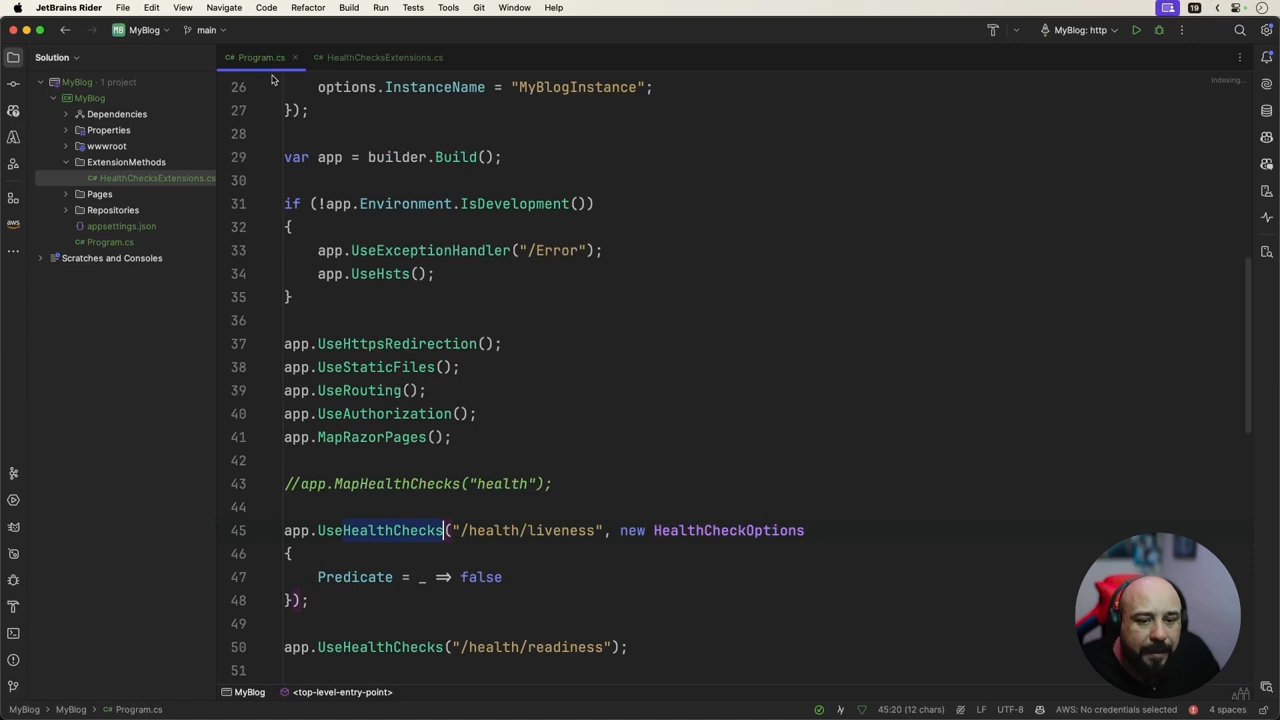 JetBrains Rider File Edit View Navigate Code Refactor Build Run Tests Tools Git Window Help 19
MB MyBlog main MyBlog: http
Solution
C# Program.cs
C# HealthChecksExtensions.cs
Indexing...
MyBlog · 1 project
MyBlog
Dependencies
Properties
wwwroot
ExtensionMethods
C# HealthChecksExtensions.cs
Pages
Repositories
{} appsettings.json
C# Program.cs
Scratches and Consoles
aws
26 options.InstanceName = "MyBlogInstance";
27 });
28
29 var app = builder.Build();
30
31 if (!app.Environment.IsDevelopment())
32 {
33 app.UseExceptionHandler("/Error");
34 app.UseHsts();
35 }
36
37 app.UseHttpsRedirection();
38 app.UseStaticFiles();
39 app.UseRouting();
40 app.UseAuthorization();
41 app.MapRazorPages();
42
43 //app.MapHealthChecks("health");
44
45 app.UseHealthChecks("/health/liveness", new HealthCheckOptions
46 {
47 Predicate = _ => false
48 });
49
50 app.UseHealthChecks("/health/readiness");
51
MyBlog <top-level-entry-point>
MyBlog > MyBlog > C# Program.cs
45:20 (12 chars) LF UTF-8 AWS: No credentials selected 4 spaces